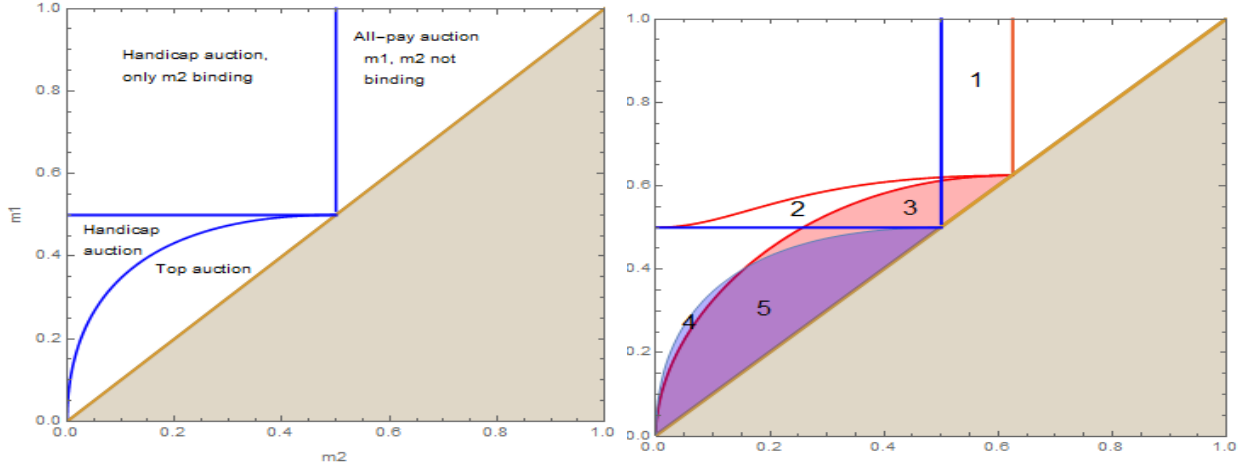 1.0
0.8
0.6
0.4
0.2
0.0
m1
Handicap auction,
only m2 binding
All-pay auction
m1, m2 not
binding
Handicap
auction
Top auction
0.0 0.2 0.4 0.6 0.8 1.0
m2
1.0
0.8
0.6
0.4
0.2
0.0
1
2
3
4
5
0.0 0.2 0.4 0.6 0.8 1.0